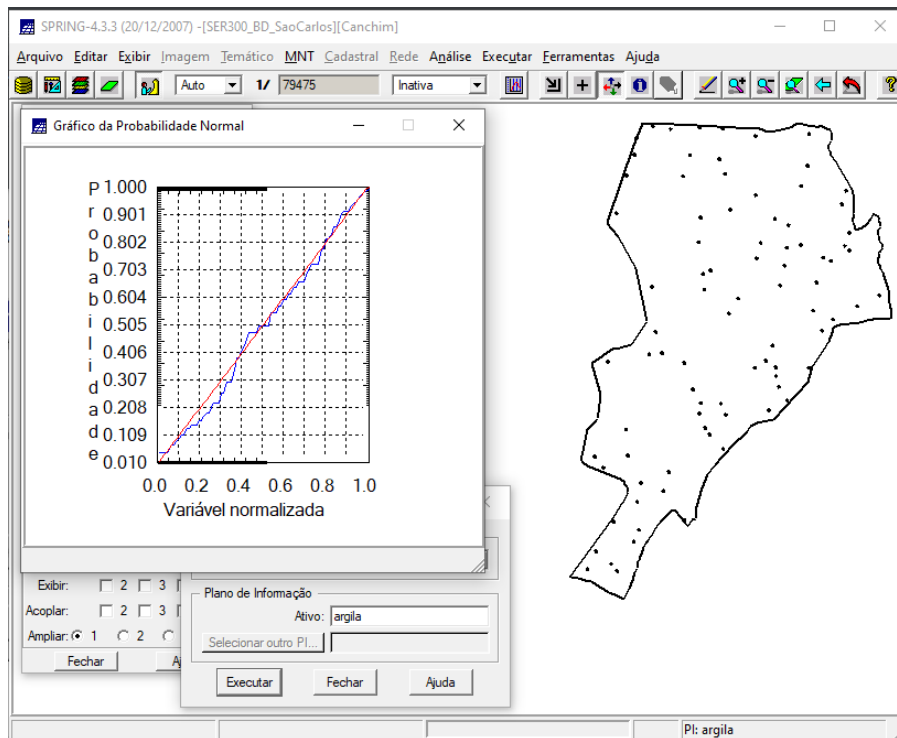 SPRING-4.3.3 (20/12/2007) -[SER300_BD_SaoCarlos][Canchim]
Arquivo Editar Exibir Imagem Temático MNT Cadastral Rede Análise Executar Ferramentas Ajuda
Auto 1/ 79475 Inativa
Gráfico da Probabilidade Normal
Probabilidade
1.000
0.901
0.802
0.703
0.604
0.505
0.406
0.307
0.208
0.109
0.010
0.0 0.2 0.4 0.6 0.8 1.0
Variável normalizada
Exibir: 2 3
Acoplar: 2 3
Ampliar: 1 2
Fechar
Plano de Informação
Ativo: argila
Selecionar outro PI...
Executar Fechar Ajuda
PI: argila